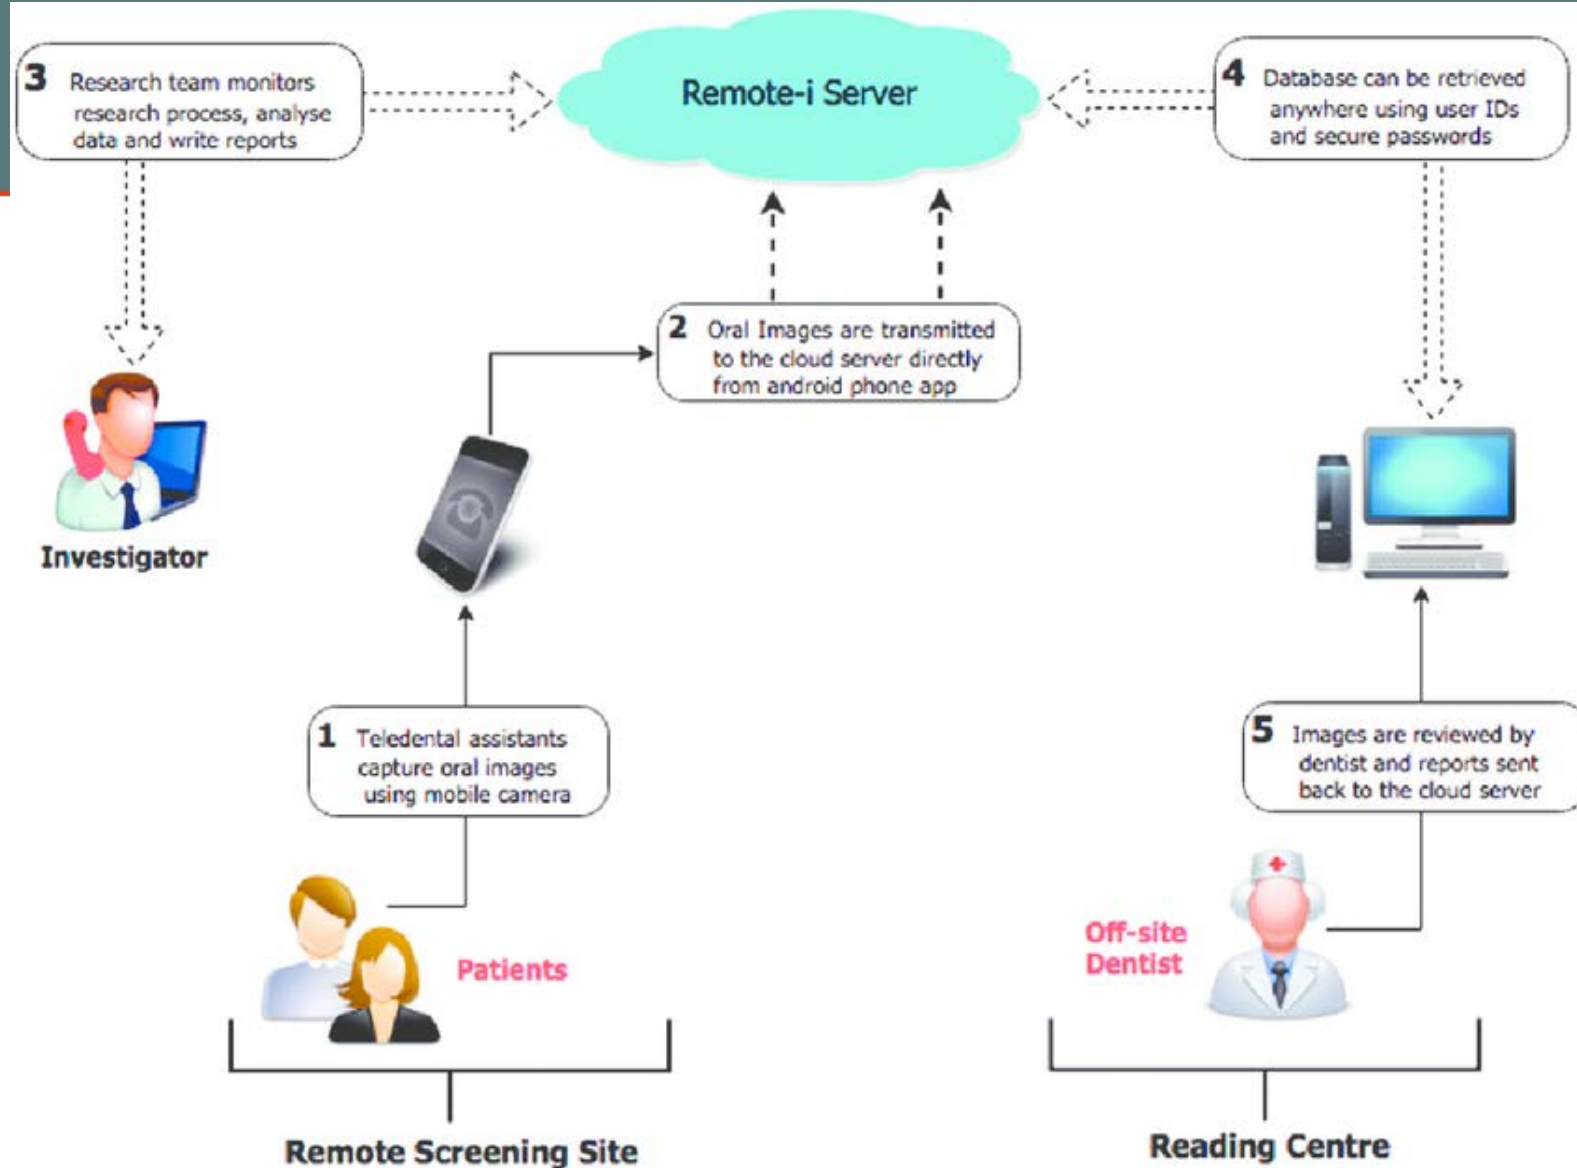 Remote-i Server
3 Research team monitors
research process, analyse
data and write reports
4 Database can be retrieved
anywhere using user IDs
and secure passwords
2 Oral Images are transmitted
to the cloud server directly
from android phone app
Investigator
1 Teledental assistants
capture oral images
using mobile camera
5 Images are reviewed by
dentist and reports sent
back to the cloud server
Patients
Off-site
Dentist
Remote Screening Site
Reading Centre